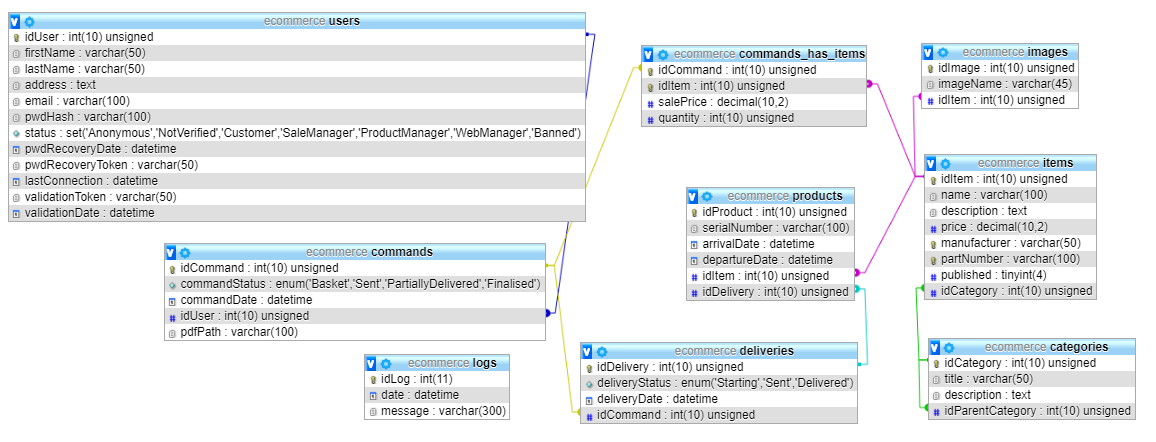 ecommerce users
idUser : int(10) unsigned
firstName : varchar(50)
lastName : varchar(50)
address : text
email : varchar(100)
pwdHash : varchar(100)
status : set('Anonymous','NotVerified','Customer','SaleManager','ProductManager','WebManager','Banned')
pwdRecoveryDate : datetime
pwdRecoveryToken : varchar(50)
lastConnection : datetime
validationToken : varchar(50)
validationDate : datetime
ecommerce commands
idCommand : int(10) unsigned
commandStatus : enum('Basket','Sent','PartiallyDelivered','Finalised')
commandDate : datetime
idUser : int(10) unsigned
pdfPath : varchar(100)
ecommerce logs
idLog : int(11)
date : datetime
message : varchar(300)
ecommerce commands_has_items
idCommand : int(10) unsigned
idItem : int(10) unsigned
salePrice : decimal(10,2)
quantity : int(10) unsigned
ecommerce products
idProduct : int(10) unsigned
serialNumber : varchar(100)
arrivalDate : datetime
departureDate : datetime
idItem : int(10) unsigned
idDelivery : int(10) unsigned
ecommerce deliveries
idDelivery : int(10) unsigned
deliveryStatus : enum('Starting','Sent','Delivered')
deliveryDate : datetime
idCommand : int(10) unsigned
ecommerce images
idImage : int(10) unsigned
imageName : varchar(45)
idItem : int(10) unsigned
ecommerce items
idItem : int(10) unsigned
name : varchar(100)
description : text
price : decimal(10,2)
manufacturer : varchar(50)
partNumber : varchar(100)
published : tinyint(4)
idCategory : int(10) unsigned
ecommerce categories
idCategory : int(10) unsigned
title : varchar(50)
description : text
idParentCategory : int(10) unsigned